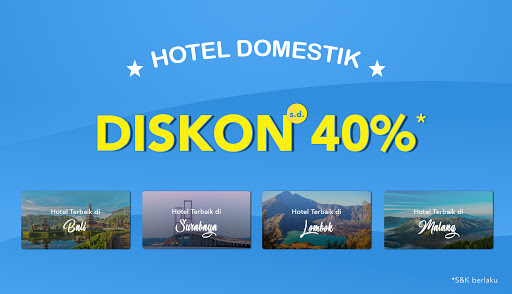 HOTEL DOMESTIK
DISKON s.d. 40%*
Hotel Terbaik di
Bali
Hotel Terbaik di
Surabaya
Hotel Terbaik di
Lombok
Hotel Terbaik di
Malang
*S&K berlaku